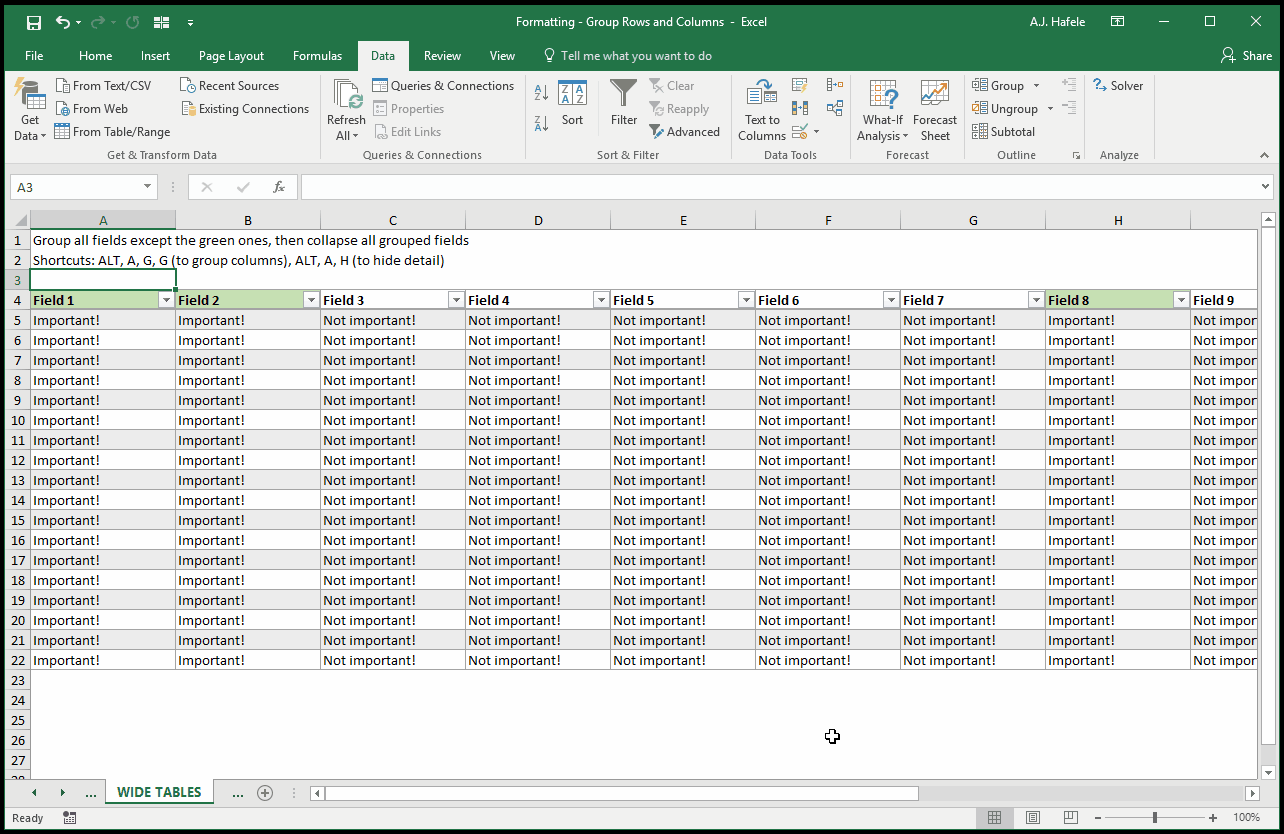 Formatting - Group Rows and Columns - Excel
A.J. Hafele
File Home Insert Page Layout Formulas Data Review View Tell me what you want to do Share
Get Data
From Text/CSV
From Web
From Table/Range
Recent Sources
Existing Connections
Get & Transform Data
Refresh All
Queries & Connections
Properties
Edit Links
Queries & Connections
Sort
Filter
Clear
Reapply
Advanced
Sort & Filter
Text to Columns
Data Tools
What-If Analysis
Forecast Sheet
Forecast
Group
Ungroup
Subtotal
Outline
Solver
Analyze
A3 fx
A B C D E F G H
1 Group all fields except the green ones, then collapse all grouped fields
2 Shortcuts: ALT, A, G, G (to group columns), ALT, A, H (to hide detail)
3
4 Field 1 Field 2 Field 3 Field 4 Field 5 Field 6 Field 7 Field 8 Field 9
5 Important! Important! Not important! Not important! Not important! Not important! Not important! Important! Not impor
6 Important! Important! Not important! Not important! Not important! Not important! Not important! Important! Not impor
7 Important! Important! Not important! Not important! Not important! Not important! Not important! Important! Not impor
8 Important! Important! Not important! Not important! Not important! Not important! Not important! Important! Not impor
9 Important! Important! Not important! Not important! Not important! Not important! Not important! Important! Not impor
10 Important! Important! Not important! Not important! Not important! Not important! Not important! Important! Not impor
11 Important! Important! Not important! Not important! Not important! Not important! Not important! Important! Not impor
12 Important! Important! Not important! Not important! Not important! Not important! Not important! Important! Not impor
13 Important! Important! Not important! Not important! Not important! Not important! Not important! Important! Not impor
14 Important! Important! Not important! Not important! Not important! Not important! Not important! Important! Not impor
15 Important! Important! Not important! Not important! Not important! Not important! Not important! Important! Not impor
16 Important! Important! Not important! Not important! Not important! Not important! Not important! Important! Not impor
17 Important! Important! Not important! Not important! Not important! Not important! Not important! Important! Not impor
18 Important! Important! Not important! Not important! Not important! Not important! Not important! Important! Not impor
19 Important! Important! Not important! Not important! Not important! Not important! Not important! Important! Not impor
20 Important! Important! Not important! Not important! Not important! Not important! Not important! Important! Not impor
21 Important! Important! Not important! Not important! Not important! Not important! Not important! Important! Not impor
22 Important! Important! Not important! Not important! Not important! Not important! Not important! Important! Not impor
23
24
25
26
27
28
... WIDE TABLES ...
Ready
100%